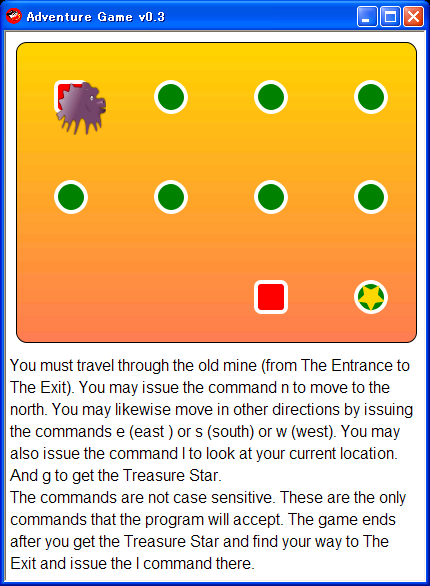 Adventure Game v0.3
You must travel through the old mine (from The Entrance to
The Exit). You may issue the command n to move to the
north. You may likewise move in other directions by issuing
the commands e (east ) or s (south) or w (west). You may
also issue the command l to look at your current location.
And g to get the Treasure Star.
The commands are not case sensitive. These are the only
commands that the program will accept. The game ends
after you get the Treasure Star and find your way to The
Exit and issue the l command there.